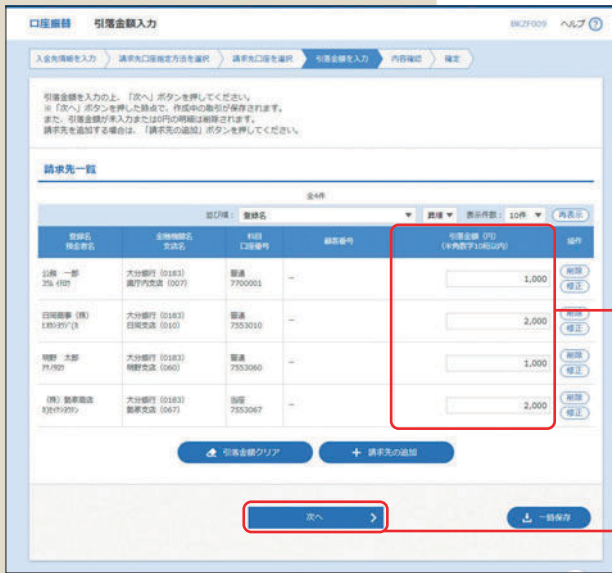 口座振替 引落金額入力 BKZF009 ヘルプ ?
入金先情報を入力 請求先口座指定方法を選択 請求先口座を選択 引落金額を入力 内容確認 確定
引落金額を入力の上、「次へ」ボタンを押してください。
※「次へ」ボタンを押した時点で、作成中の取引が保存されます。
また、引落金額が未入力または0円の明細は削除されます。
請求先を追加する場合は、「請求先の追加」ボタンを押してください。
請求先一覧
全4件
並び順: 登録名 昇順 表示件数: 10件 再表示
登録名 金融機関名 科目 顧客番号 引落金額(円) 操作
預金者名 支店名 口座番号 (半角数字10桁以内)
公務 一郎 大分銀行 (0183) 普通 - 1,000 削除
県庁内支店 (007) 7700001 修正
日岡商事 (株) 大分銀行 (0183) 普通 - 2,000 削除
日岡支店 (010) 7553010 修正
明野 太郎 大分銀行 (0183) 普通 - 1,000 削除
明野支店 (060) 7553060 修正
大分銀行 (0183) 当座 - 2,000 削除
(067) 7553067 修正
引落金額クリア + 請求先の追加
次へ 一時保存